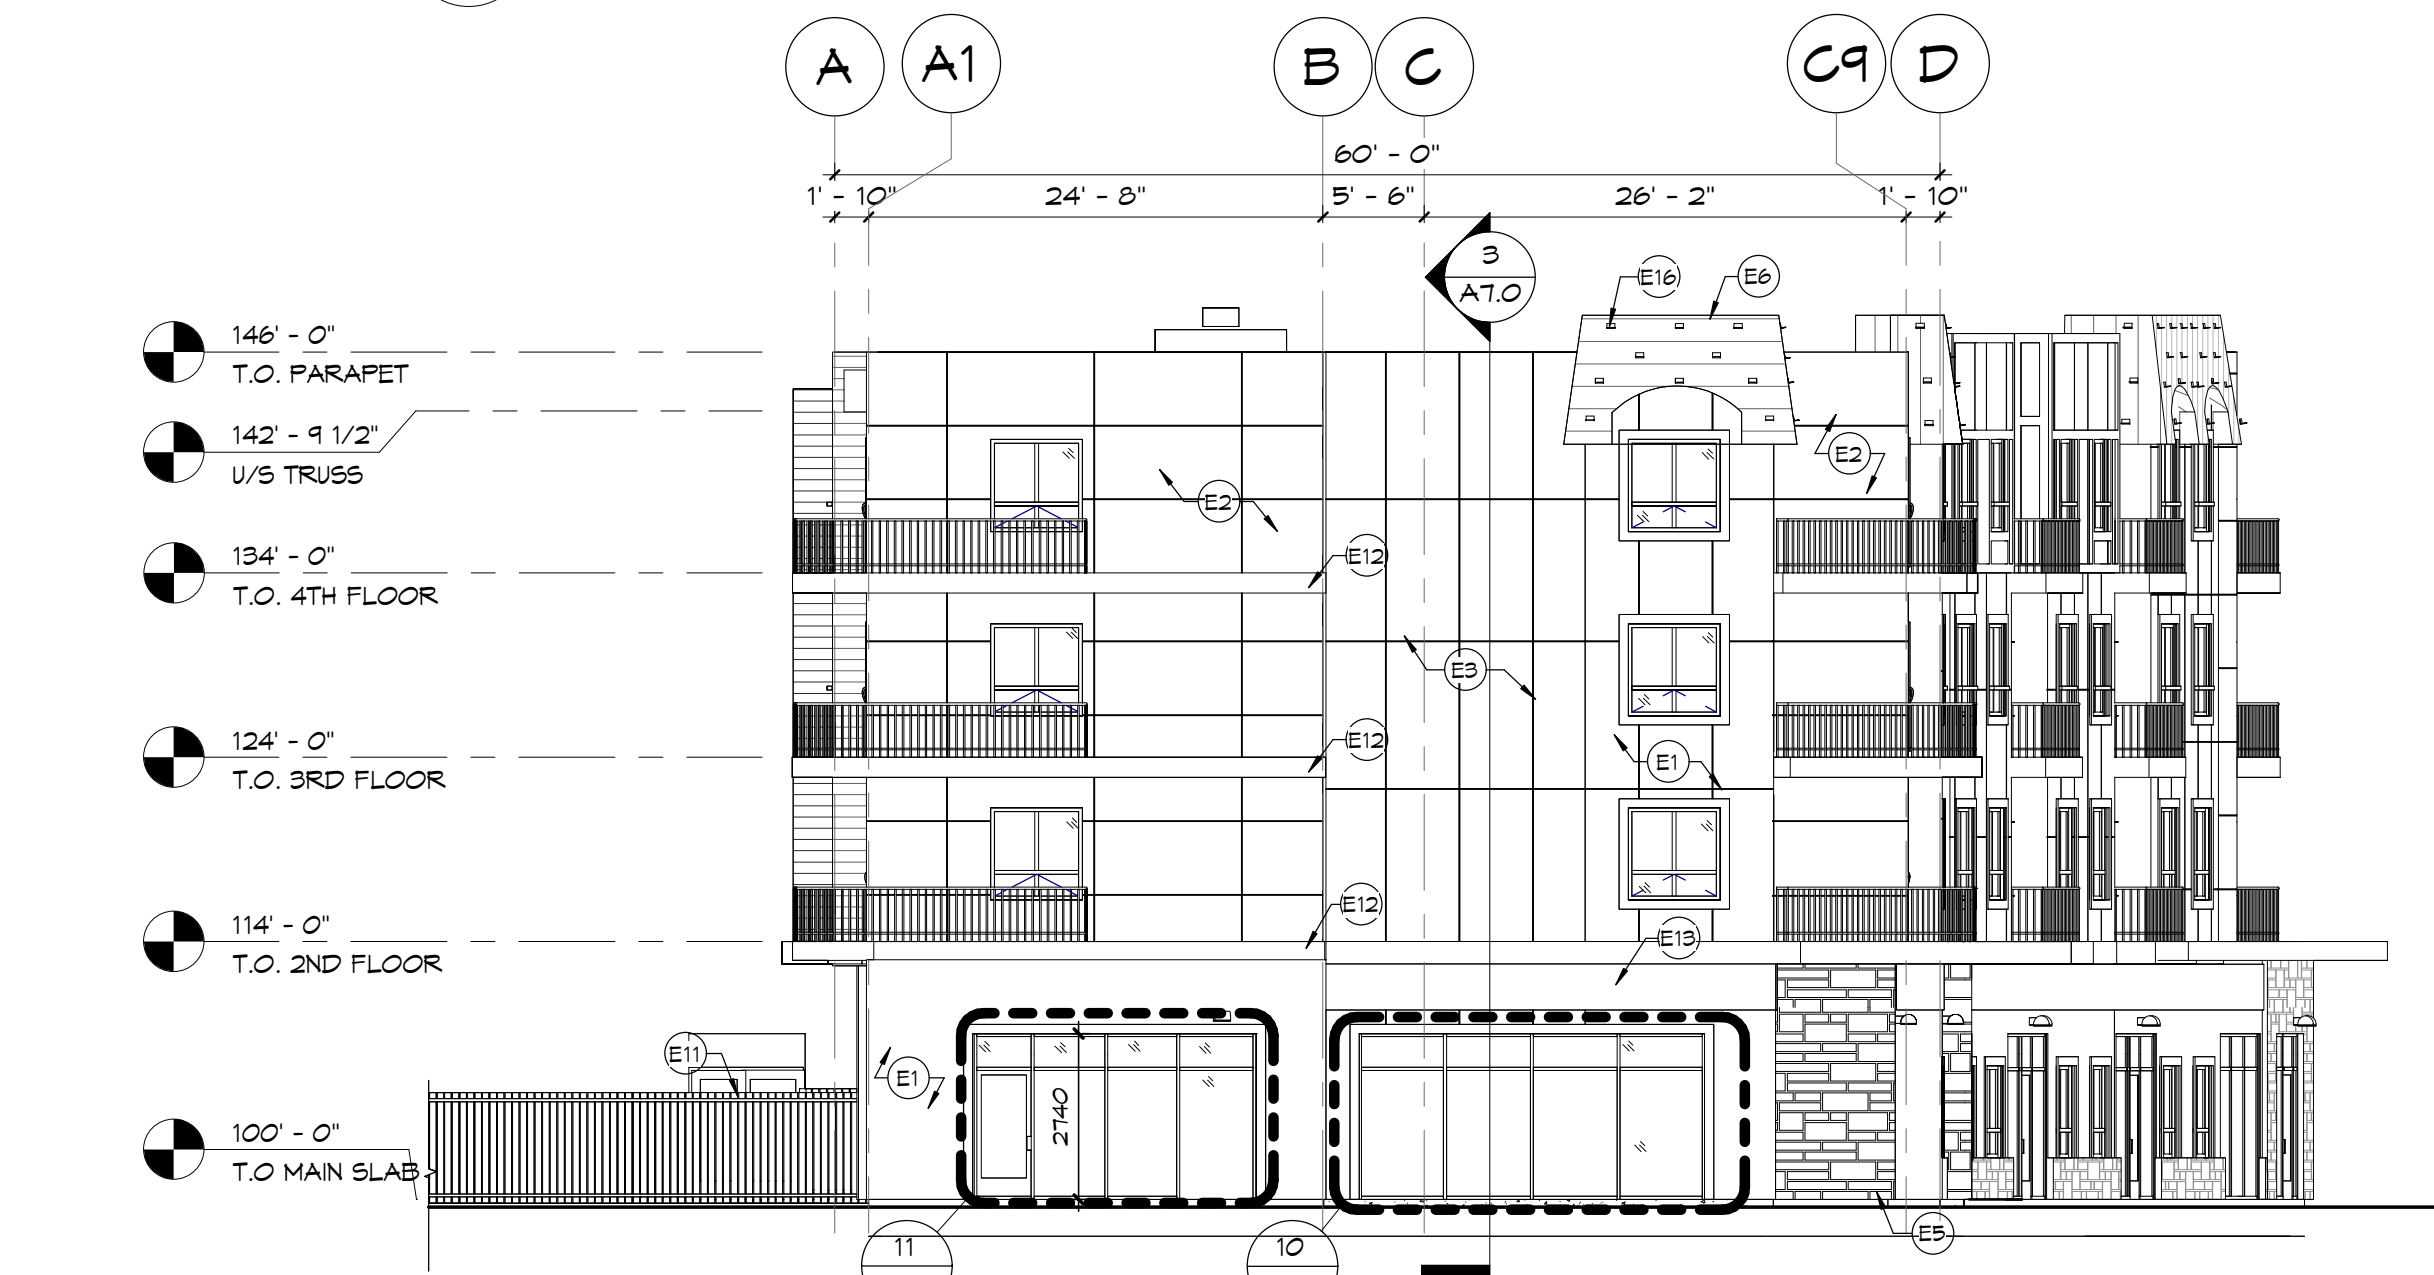 A A1 B C C9 D
60' - 0"
1' - 10" 24' - 8" 5' - 6" 26' - 2" 1' - 10"
3
A7.0
E16 E6
146' - 0"
T.O. PARAPET
142' - 9 1/2"
U/S TRUSS
E2
E2
134' - 0"
T.O. 4TH FLOOR
E12
E3
124' - 0"
T.O. 3RD FLOOR
E12
E1
114' - 0"
T.O. 2ND FLOOR
E12
E13
E11
E1
2740
100' - 0"
T.O MAIN SLAB
E5
11
10